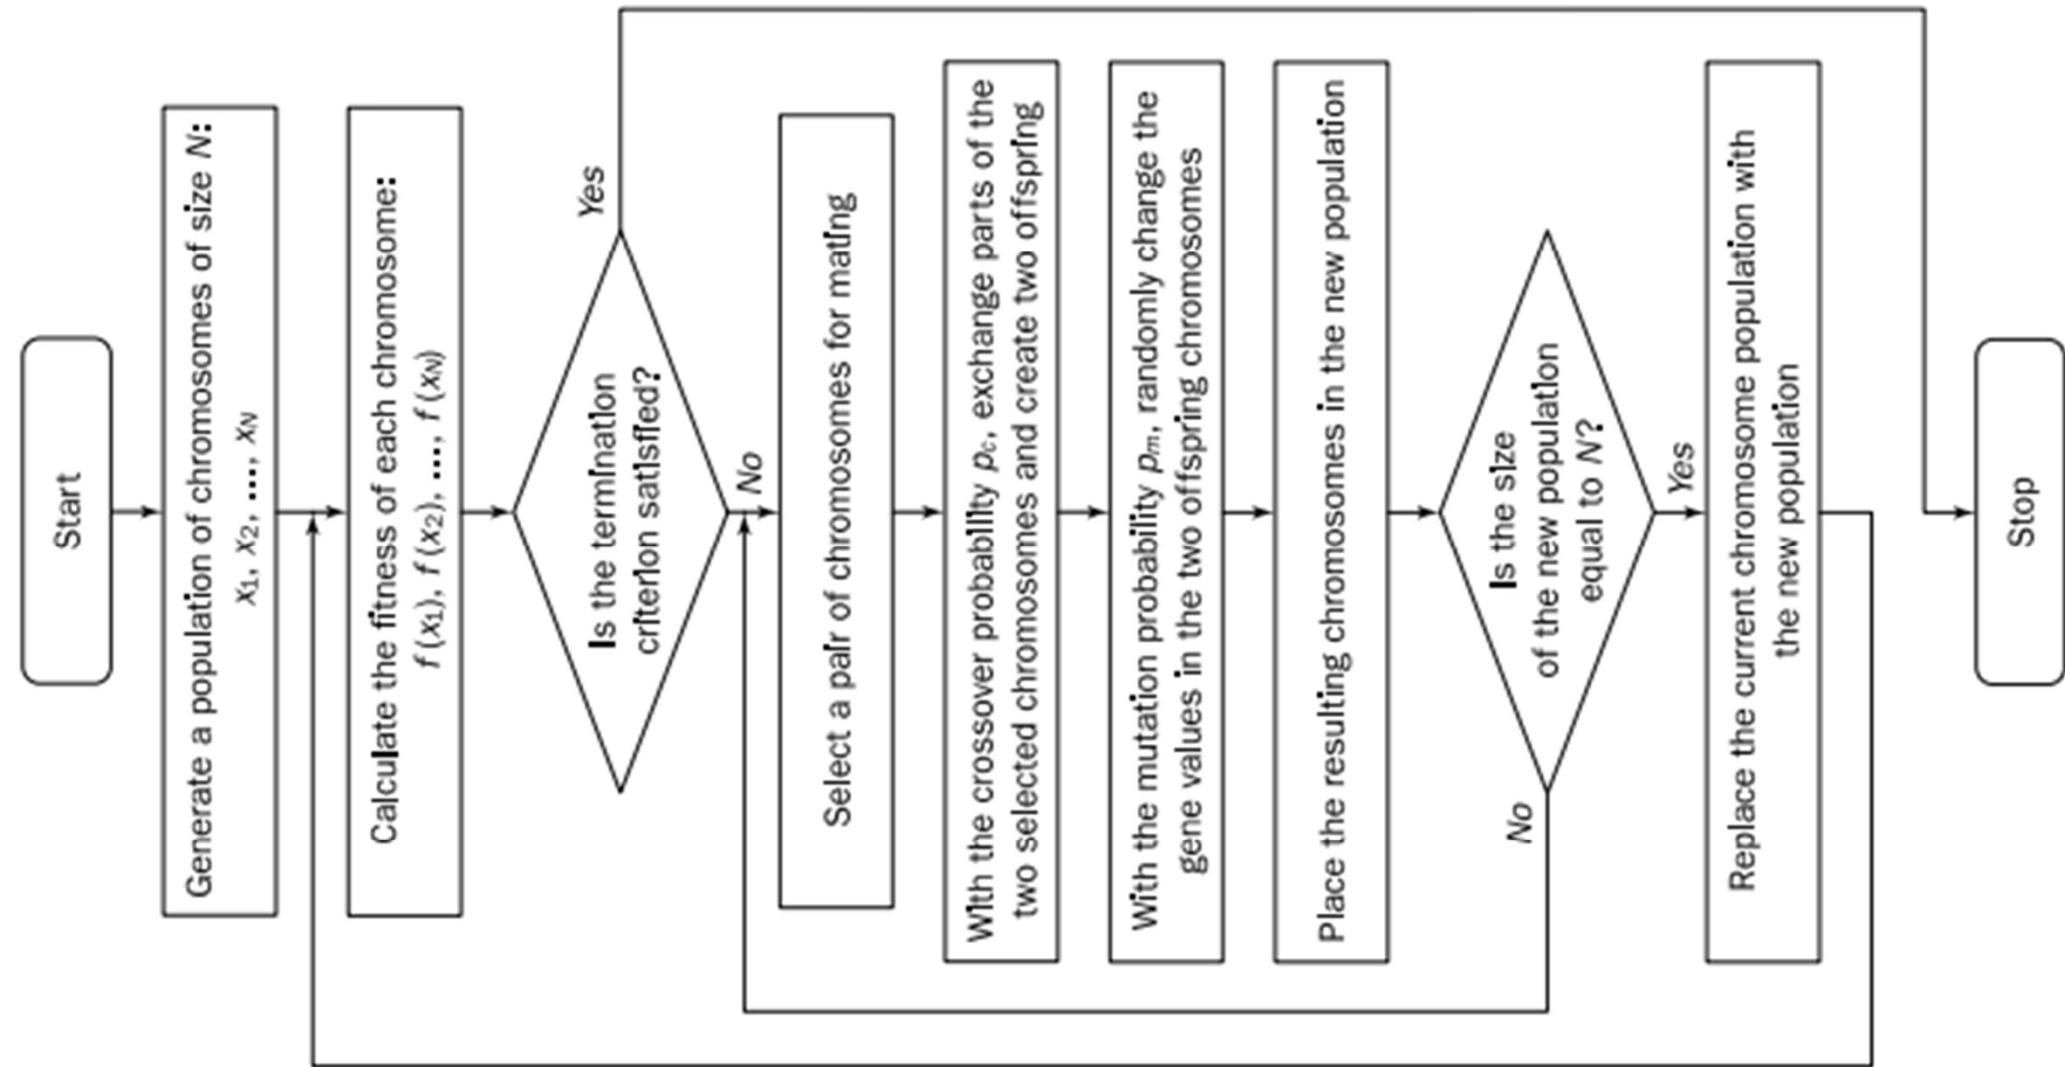 Start
Generate a population of chromosomes of size N:
x₁, x₂, ...., x_N
Calculate the fitness of each chromosome:
f (x₁), f (x₂), ...., f (x_N)
Is the termination
criterion satisfied?
Yes
No
Select a pair of chromosomes for mating
With the crossover probability p_c, exchange parts of the
two selected chromosomes and create two offspring
With the mutation probability p_m, randomly change the
gene values in the two offspring chromosomes
Place the resulting chromosomes in the new population
Is the size
of the new population
equal to N?
No
Yes
Replace the current chromosome population with
the new population
Stop